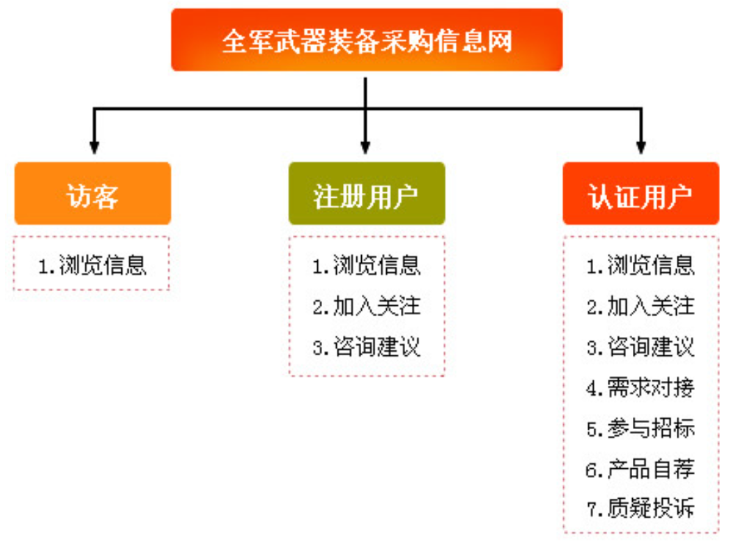 全军武器装备采购信息网
访客
1.浏览信息
注册用户
1.浏览信息
2.加入关注
3.咨询建议
认证用户
1.浏览信息
2.加入关注
3.咨询建议
4.需求对接
5.参与招标
6.产品自荐
7.质疑投诉